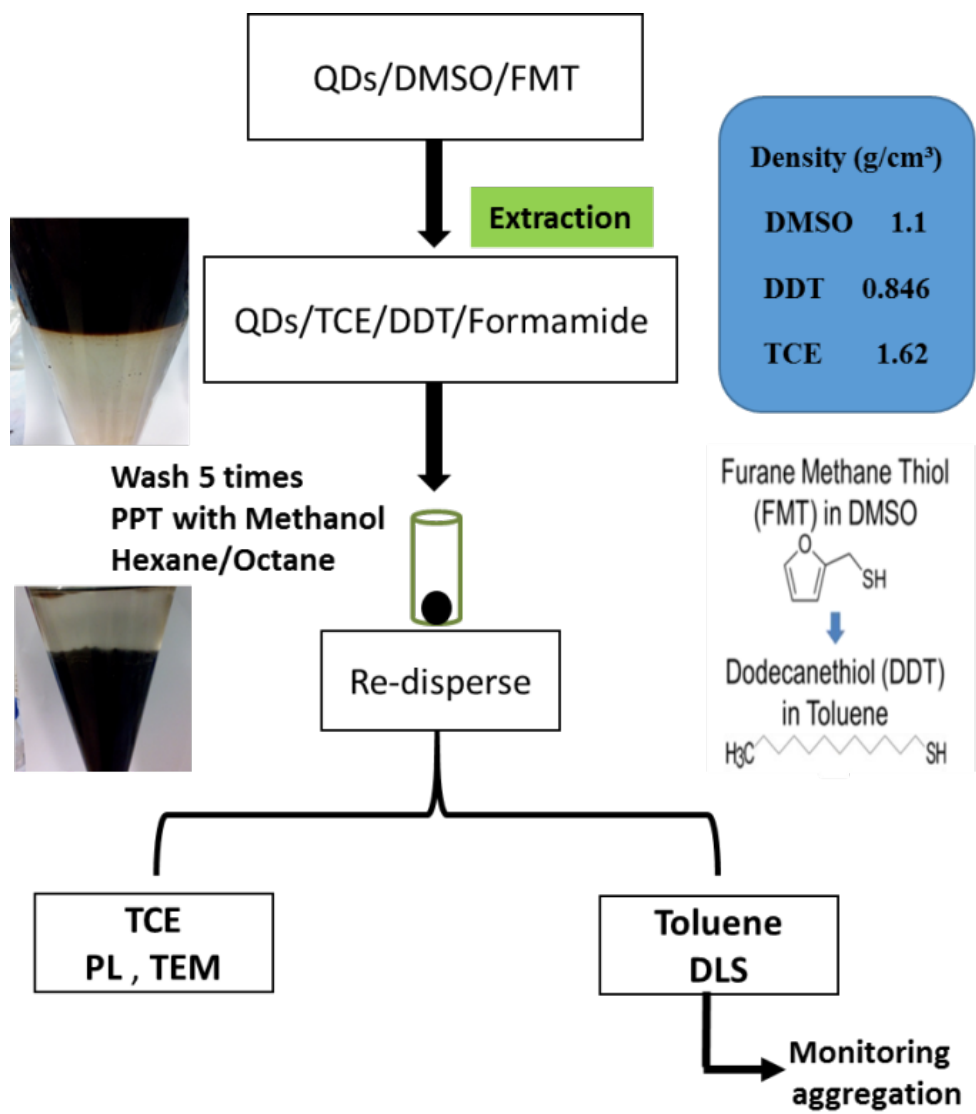 QDs/DMSO/FMT
Extraction
QDs/TCE/DDT/Formamide
Density (g/cm³)
DMSO 1.1
DDT 0.846
TCE 1.62
Wash 5 times
PPT with Methanol
Hexane/Octane
Furane Methane Thiol
(FMT) in DMSO
O
SH
Dodecanethiol (DDT)
in Toluene
H3C SH
Re-disperse
TCE
PL , TEM
Toluene
DLS
Monitoring
aggregation